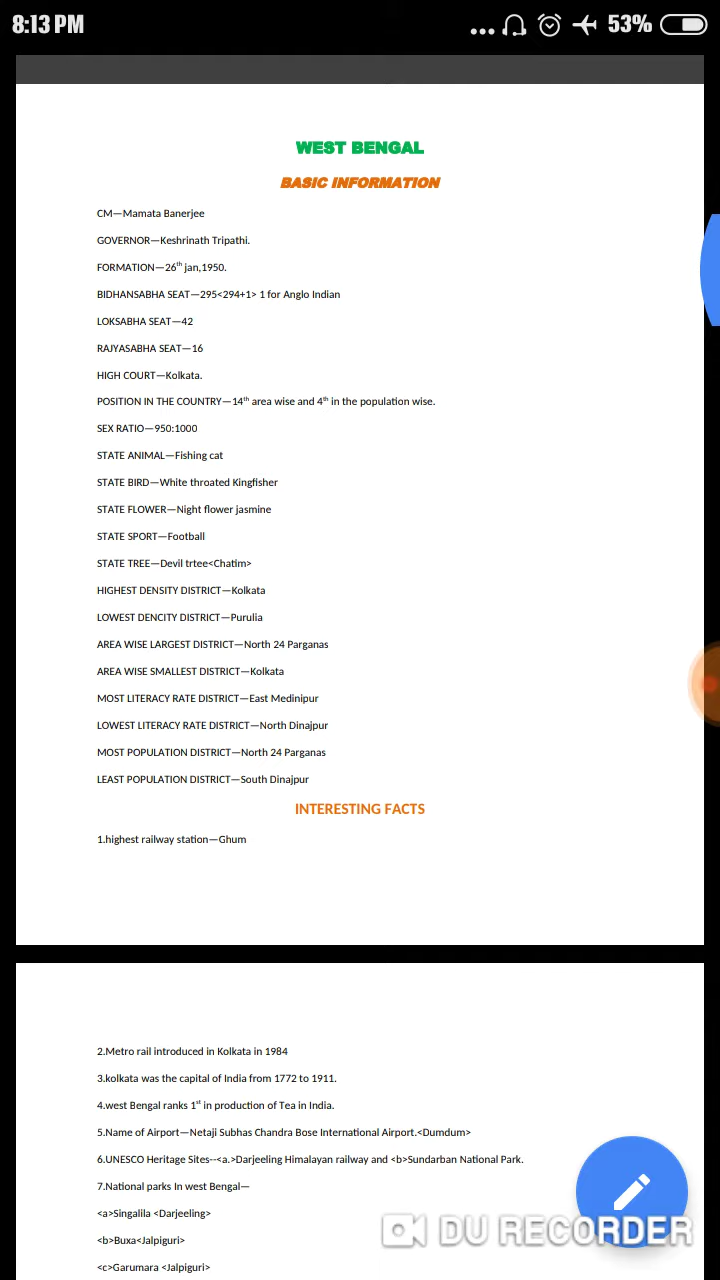 8:13 PM
53%
WEST BENGAL
BASIC INFORMATION
CM—Mamata Banerjee
GOVERNOR—Keshrinath Tripathi.
FORMATION—26th jan,1950.
BIDHANSABHA SEAT—295<294+1> 1 for Anglo Indian
LOKSABHA SEAT—42
RAJYASABHA SEAT—16
HIGH COURT—Kolkata.
POSITION IN THE COUNTRY—14th area wise and 4th in the population wise.
SEX RATIO—950:1000
STATE ANIMAL—Fishing cat
STATE BIRD—White throated Kingfisher
STATE FLOWER—Night flower jasmine
STATE SPORT—Football
STATE TREE—Devil trtee<Chatim>
HIGHEST DENSITY DISTRICT—Kolkata
LOWEST DENCITY DISTRICT—Purulia
AREA WISE LARGEST DISTRICT—North 24 Parganas
AREA WISE SMALLEST DISTRICT—Kolkata
MOST LITERACY RATE DISTRICT—East Medinipur
LOWEST LITERACY RATE DISTRICT—North Dinajpur
MOST POPULATION DISTRICT—North 24 Parganas
LEAST POPULATION DISTRICT—South Dinajpur
INTERESTING FACTS
1.highest railway station—Ghum
2.Metro rail introduced in Kolkata in 1984
3.kolkata was the capital of India from 1772 to 1911.
4.west Bengal ranks 1st in production of Tea in India.
5.Name of Airport—Netaji Subhas Chandra Bose International Airport.<Dumdum>
6.UNESCO Heritage Sites--<a.>Darjeeling Himalayan railway and <b>Sundarban National Park.
7.National parks In west Bengal—
<a>Singalila <Darjeeling>
<b>Buxa<Jalpiguri>
<c>Garumara <Jalpiguri>
DU RECORDER